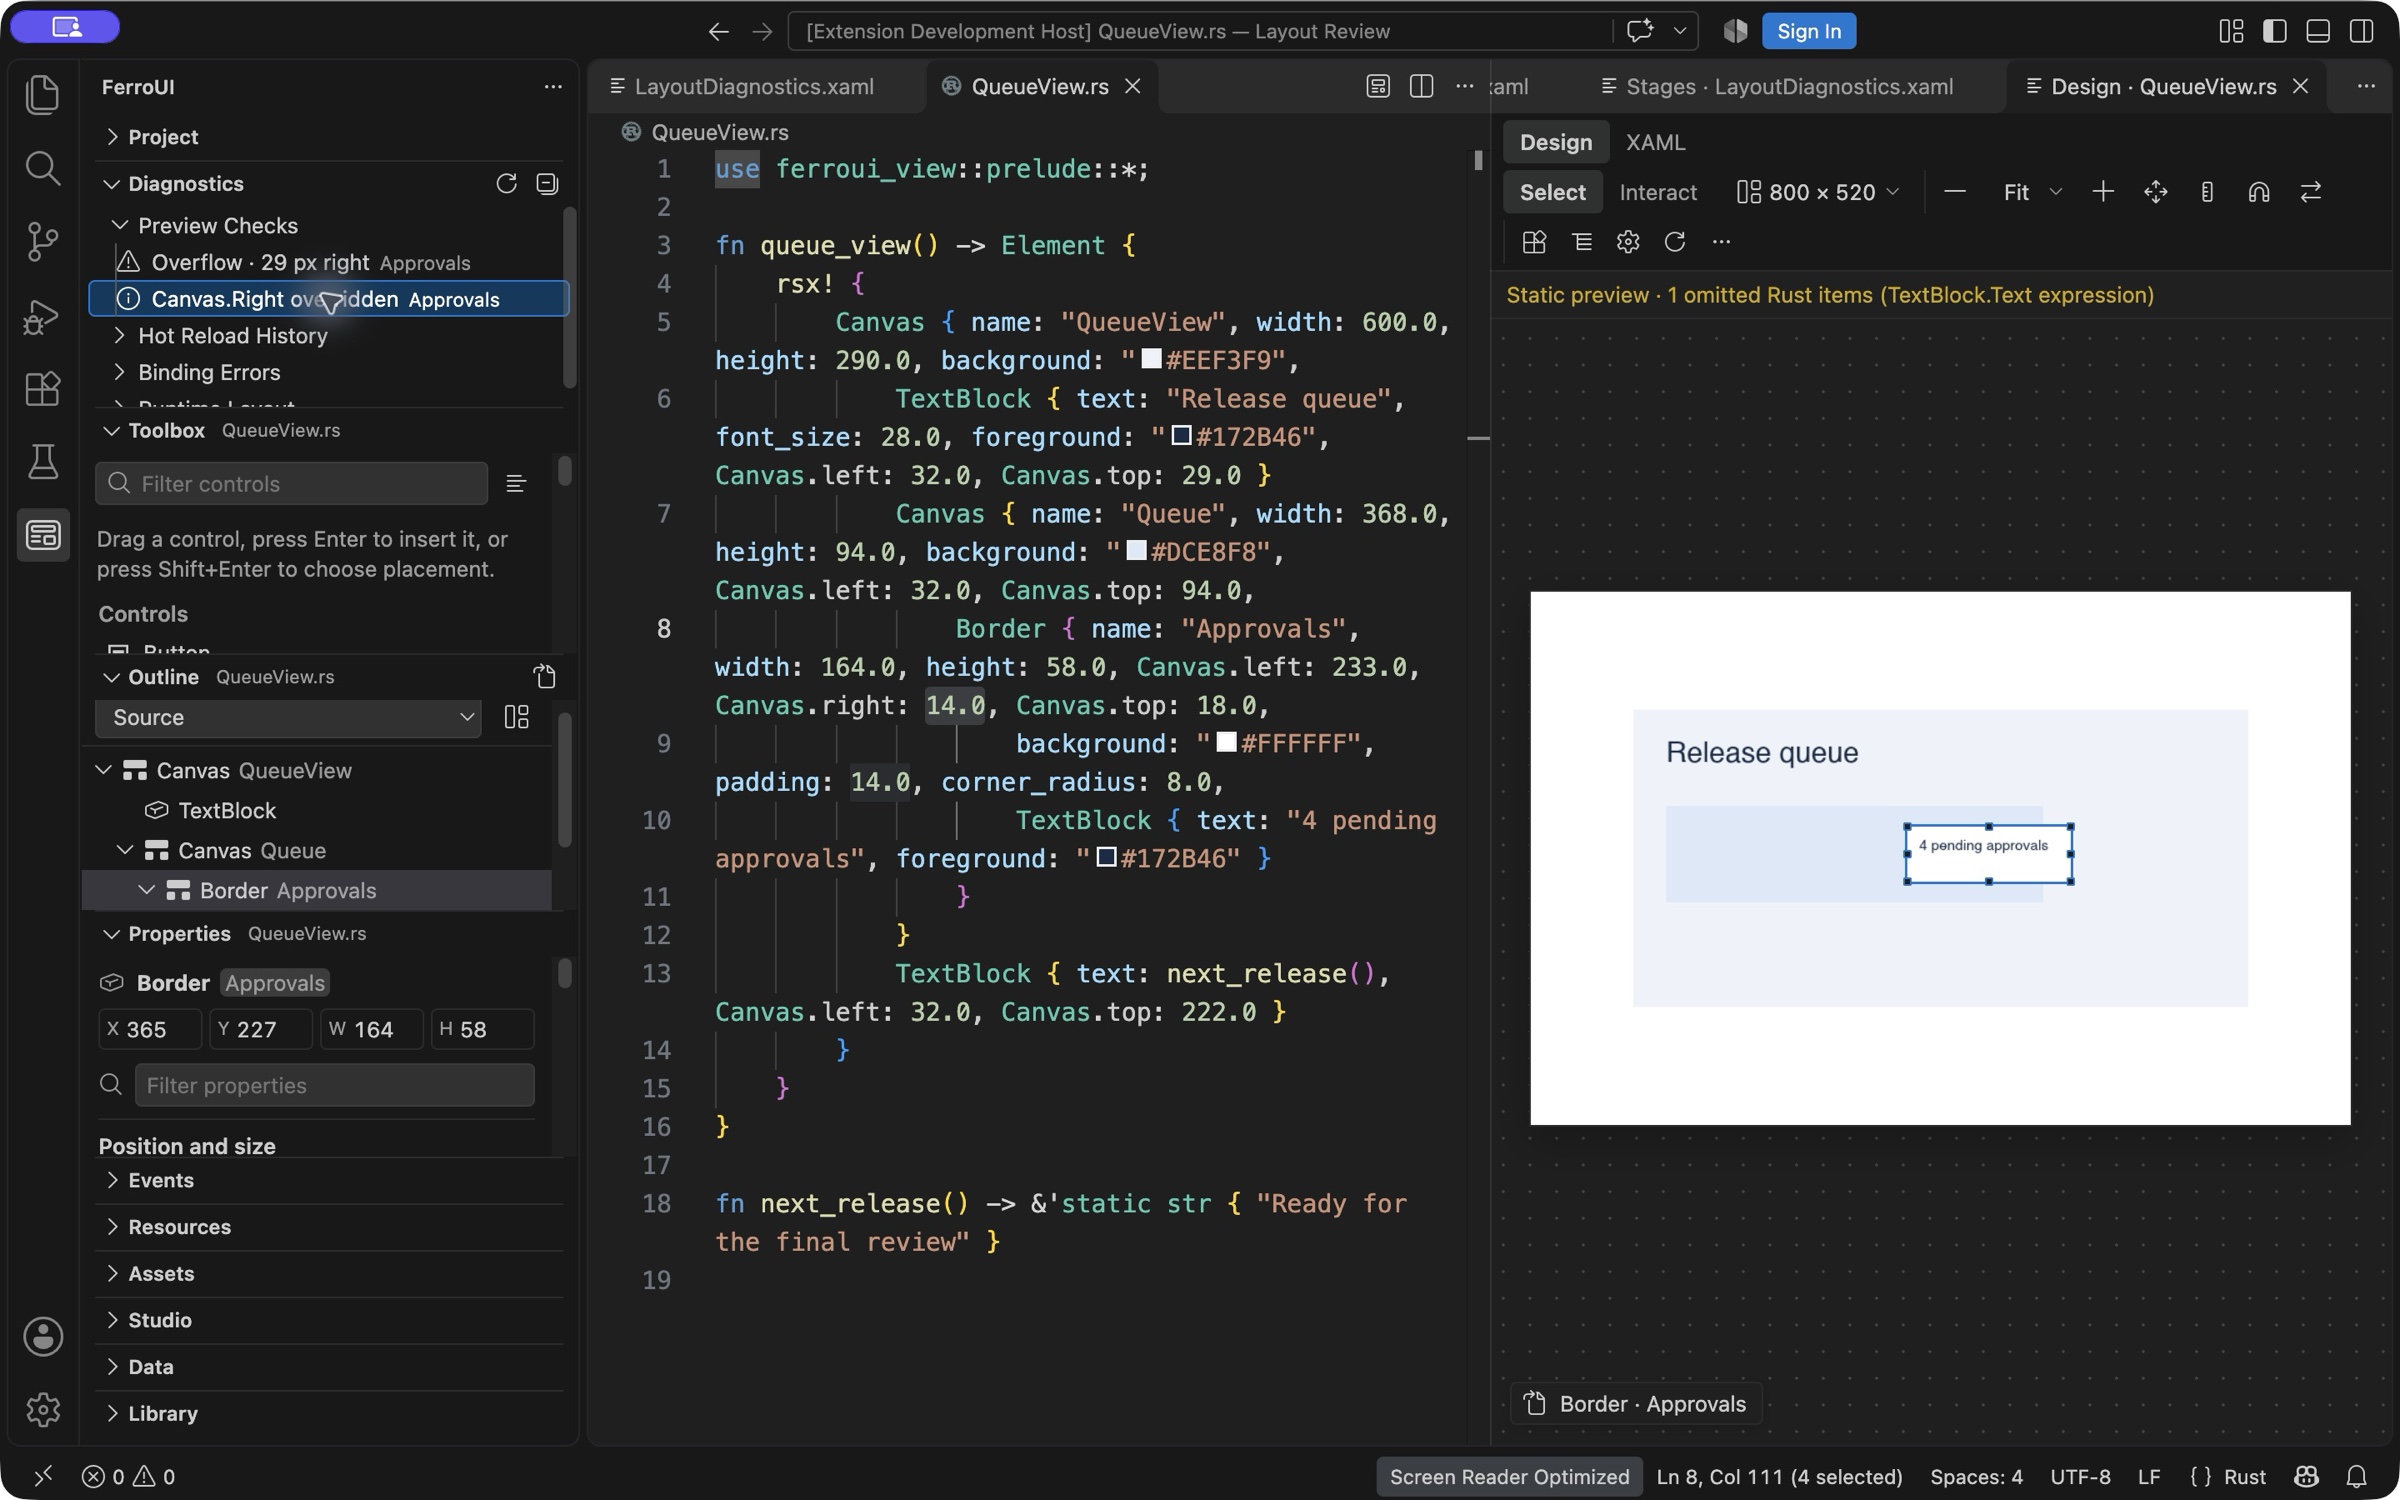 [Extension Development Host] QueueView.rs — Layout Review
Sign In
FerroUI
Project
Diagnostics
Preview Checks
Overflow · 29 px right Approvals
Canvas.Right overridden Approvals
Hot Reload History
Binding Errors
Runtime Layout
Toolbox QueueView.rs
Filter controls
Drag a control, press Enter to insert it, or
press Shift+Enter to choose placement.
Controls
Button
Outline QueueView.rs
Source
Canvas QueueView
TextBlock
Canvas Queue
Border Approvals
Properties QueueView.rs
Border Approvals
X 365 Y 227 W 164 H 58
Filter properties
Position and size
Events
Resources
Assets
Studio
Data
Library
LayoutDiagnostics.xaml
QueueView.rs
QueueView.rs
1 use ferroui_view::prelude::*;
2
3 fn queue_view() -> Element {
4 rsx! {
5 Canvas { name: "QueueView", width: 600.0,
height: 290.0, background: "#EEF3F9",
6 TextBlock { text: "Release queue",
font_size: 28.0, foreground: "#172B46",
Canvas.left: 32.0, Canvas.top: 29.0 }
7 Canvas { name: "Queue", width: 368.0,
height: 94.0, background: "#DCE8F8",
Canvas.left: 32.0, Canvas.top: 94.0,
8 Border { name: "Approvals",
width: 164.0, height: 58.0, Canvas.left: 233.0,
Canvas.right: 14.0, Canvas.top: 18.0,
9 background: "#FFFFFF",
padding: 14.0, corner_radius: 8.0,
10 TextBlock { text: "4 pending
approvals", foreground: "#172B46" }
11 }
12 }
13 TextBlock { text: next_release(),
Canvas.left: 32.0, Canvas.top: 222.0 }
14 }
15 }
16 }
17
18 fn next_release() -> &'static str { "Ready for
the final review" }
19
xaml
Stages · LayoutDiagnostics.xaml
Design · QueueView.rs
Design XAML
Select Interact 800 × 520 Fit
Static preview · 1 omitted Rust items (TextBlock.Text expression)
Release queue
4 pending approvals
Border · Approvals
0 0
Screen Reader Optimized
Ln 8, Col 111 (4 selected)
Spaces: 4
UTF-8
LF
{ } Rust